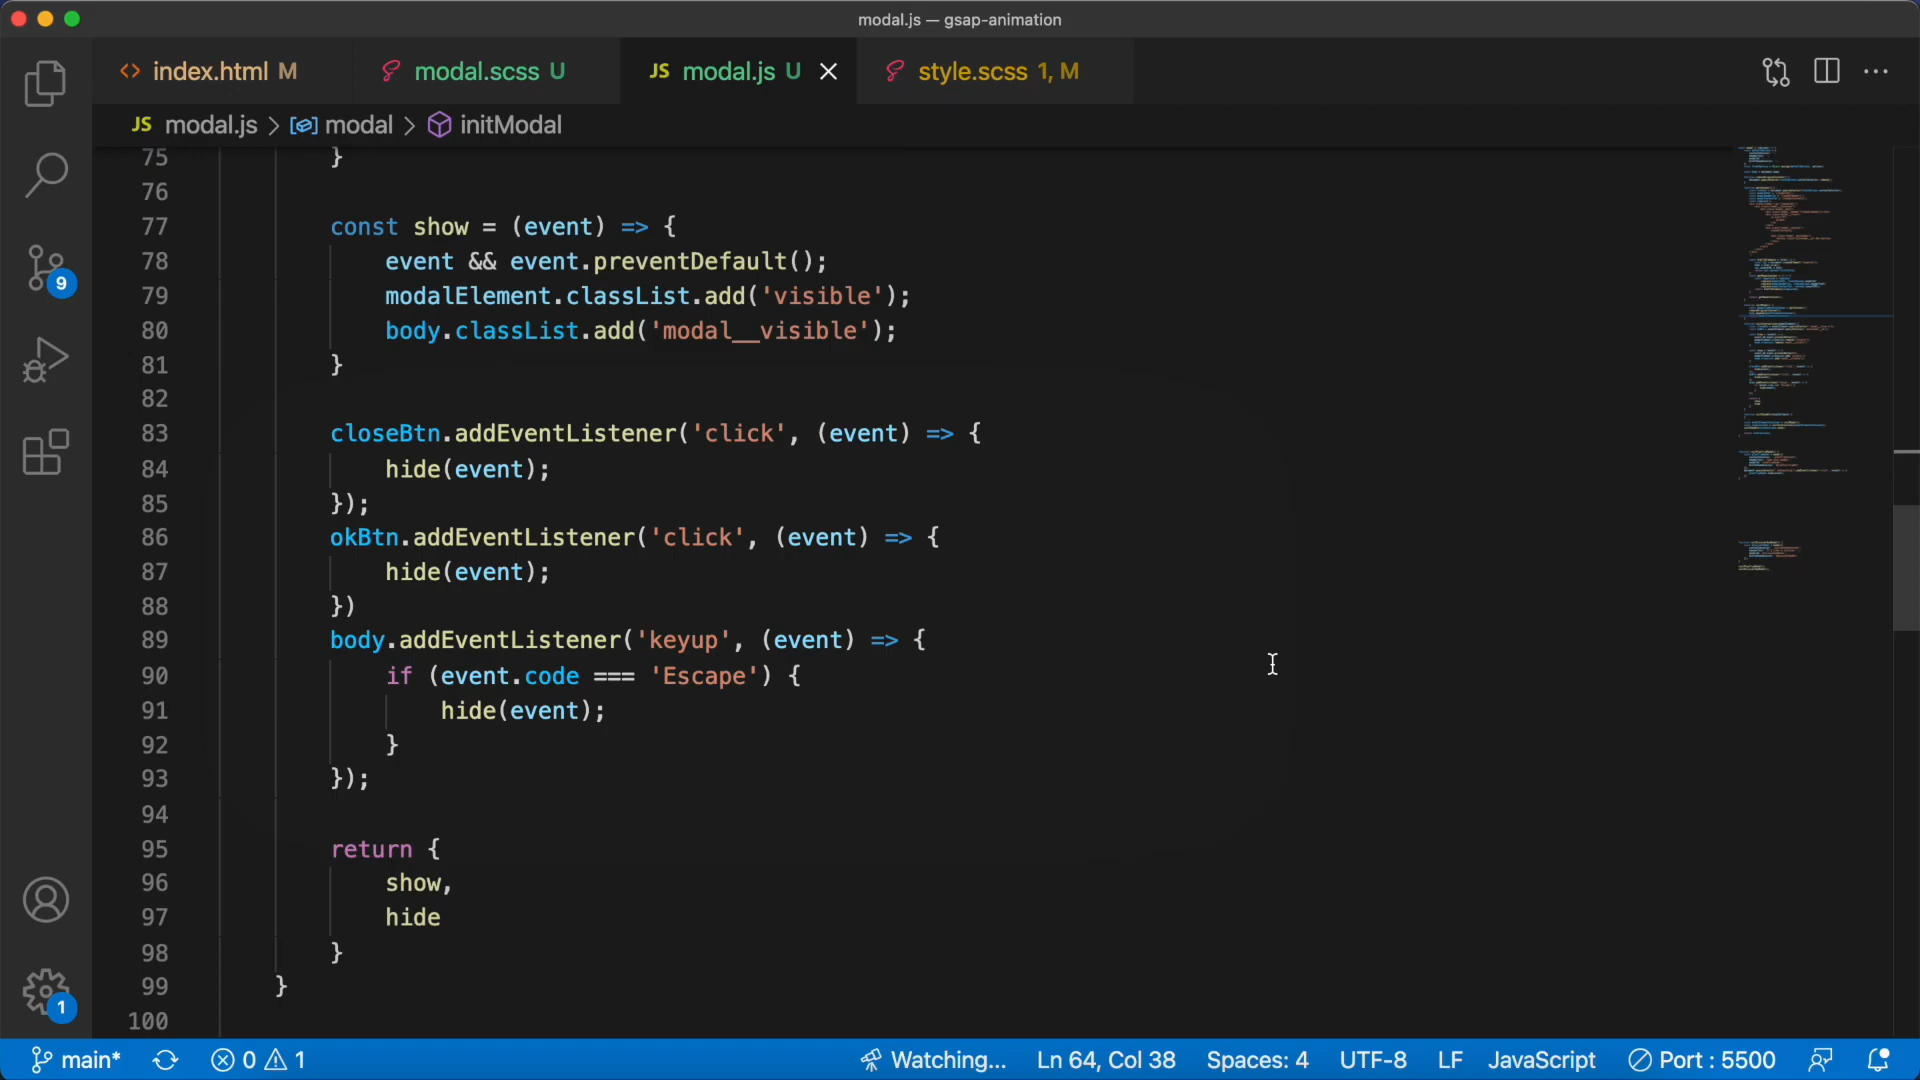 modal.js — gsap-animation
index.html M
modal.scss U
JS modal.js U
style.scss 1, M
JS modal.js > modal > initModal
75 }
76
77 const show = (event) => {
78 event && event.preventDefault();
79 modalElement.classList.add('visible');
80 body.classList.add('modal__visible');
81 }
82
83 closeBtn.addEventListener('click', (event) => {
84 hide(event);
85 });
86 okBtn.addEventListener('click', (event) => {
87 hide(event);
88 })
89 body.addEventListener('keyup', (event) => {
90 if (event.code === 'Escape') {
91 hide(event);
92 }
93 });
94
95 return {
96 show,
97 hide
98 }
99 }
100
9
1
main* 0 1 Watching... Ln 64, Col 38 Spaces: 4 UTF-8 LF JavaScript Port : 5500